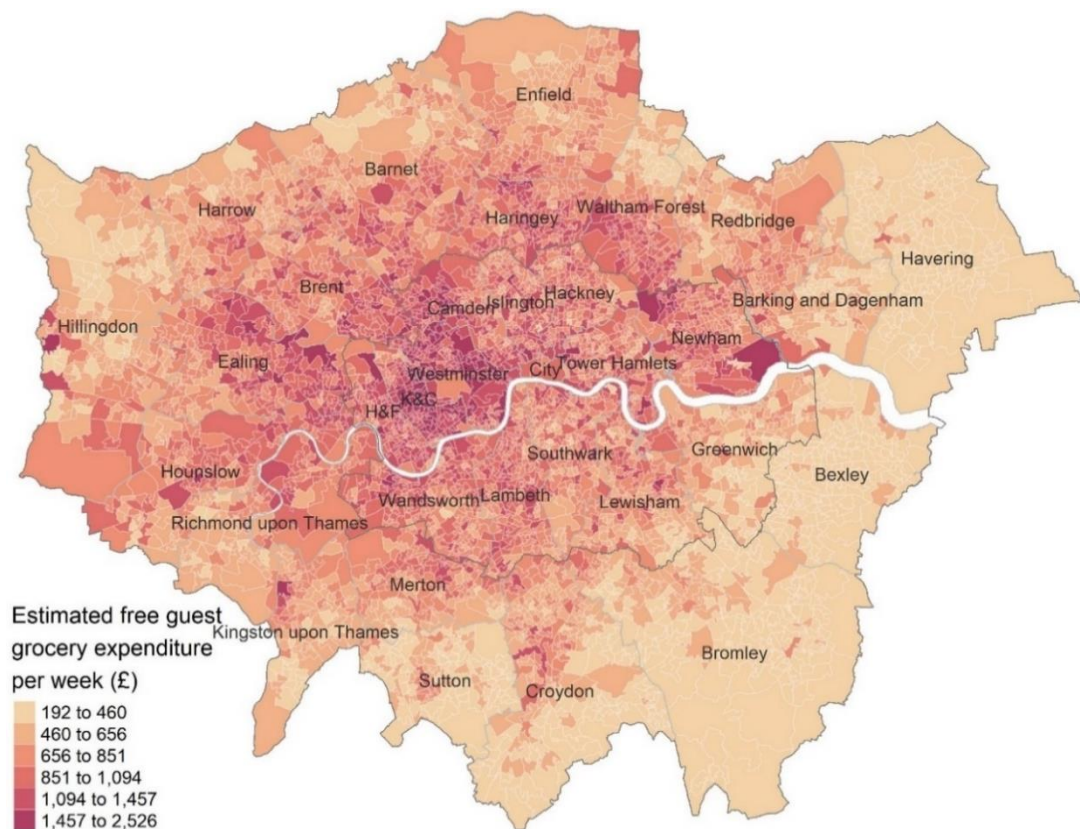 Enfield
Barnet
Harrow
Haringey
Waltham Forest
Redbridge
Havering
Brent
Camden
Islington
Hackney
Barking and Dagenham
Hillingdon
Ealing
Newham
Westminster
City
Tower Hamlets
K&C
H&F
Hounslow
Southwark
Greenwich
Bexley
Wandsworth
Lambeth
Lewisham
Richmond upon Thames
Merton
Kingston upon Thames
Bromley
Sutton
Croydon
Estimated free guest
grocery expenditure
per week (£)
192 to 460
460 to 656
656 to 851
851 to 1,094
1,094 to 1,457
1,457 to 2,526